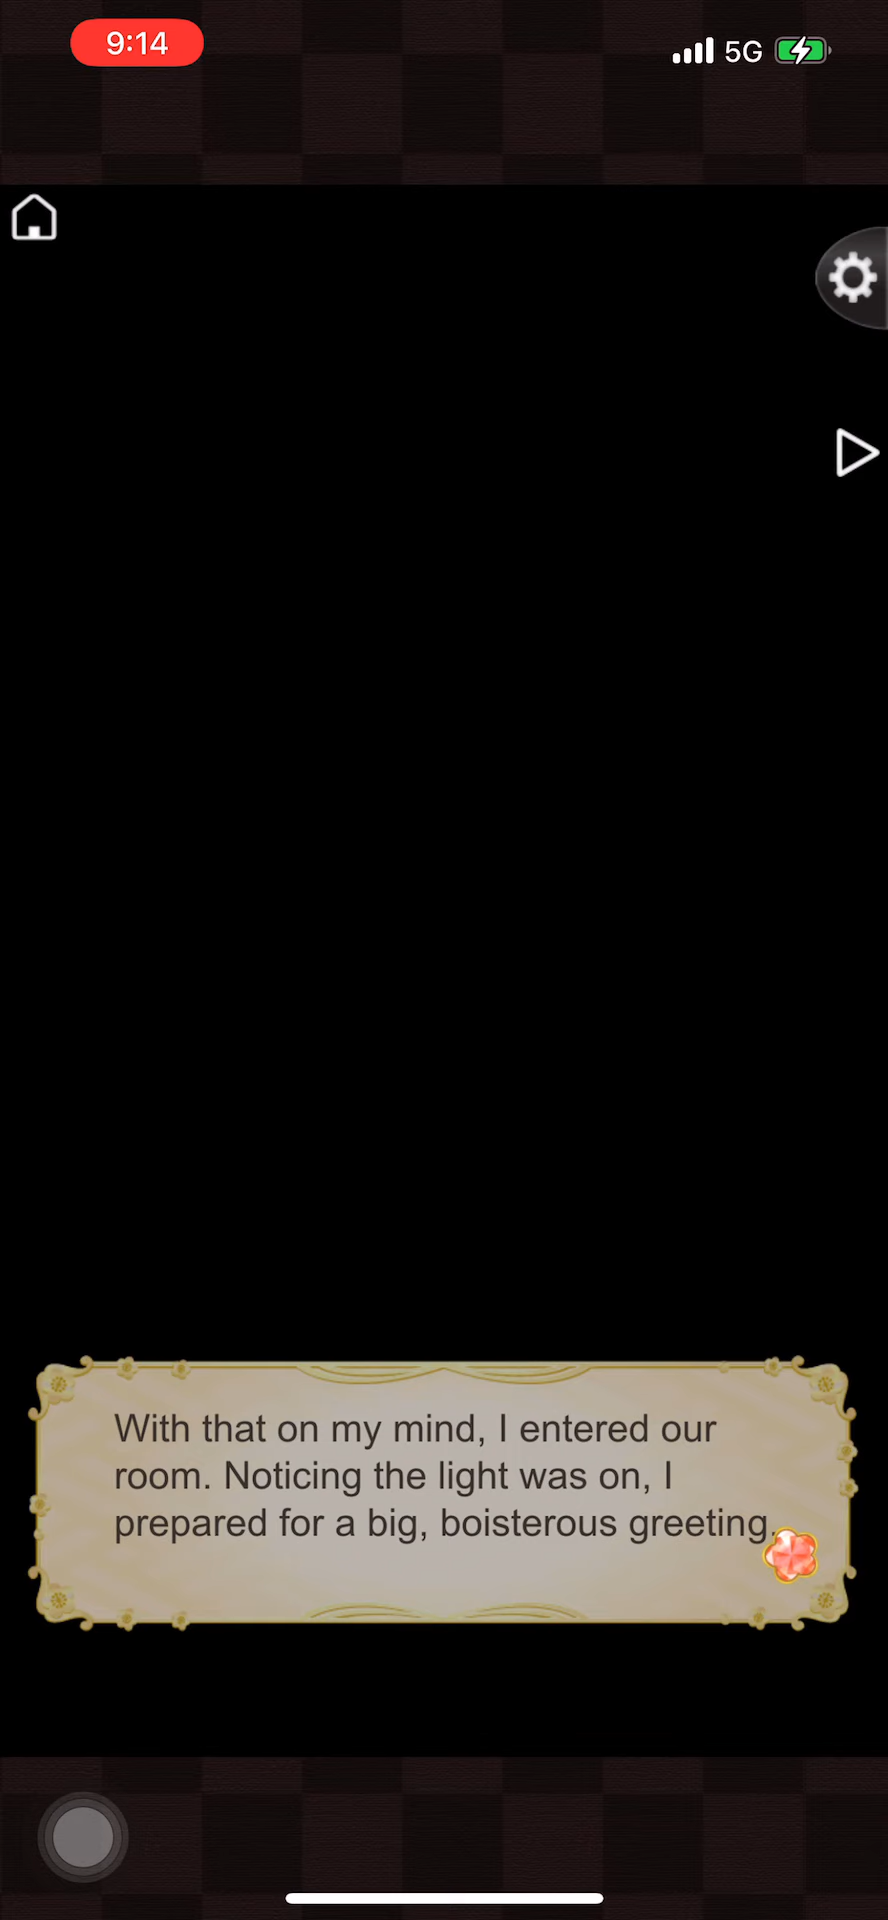 9:14
5G
With that on my mind, I entered our
room. Noticing the light was on, I
prepared for a big, boisterous greeting.